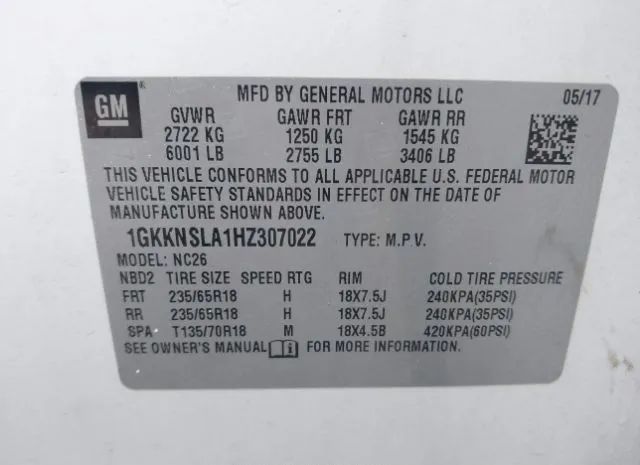 GM®
MFD BY GENERAL MOTORS LLC 05/17
GVWR GAWR FRT GAWR RR
2722 KG 1250 KG 1545 KG
6001 LB 2755 LB 3406 LB
THIS VEHICLE CONFORMS TO ALL APPLICABLE U.S. FEDERAL MOTOR
VEHICLE SAFETY STANDARDS IN EFFECT ON THE DATE OF
MANUFACTURE SHOWN ABOVE.
1GKKNSLA1HZ307022 TYPE: M.P.V.
MODEL: NC26
NBD2 TIRE SIZE SPEED RTG RIM COLD TIRE PRESSURE
FRT 235/65R18 H 18X7.5J 240KPA(35PSI)
RR 235/65R18 H 18X7.5J 240KPA(35PSI)
SPA T135/70R18 M 18X4.5B 420KPA(60PSI)
SEE OWNER'S MANUAL i FOR MORE INFORMATION.